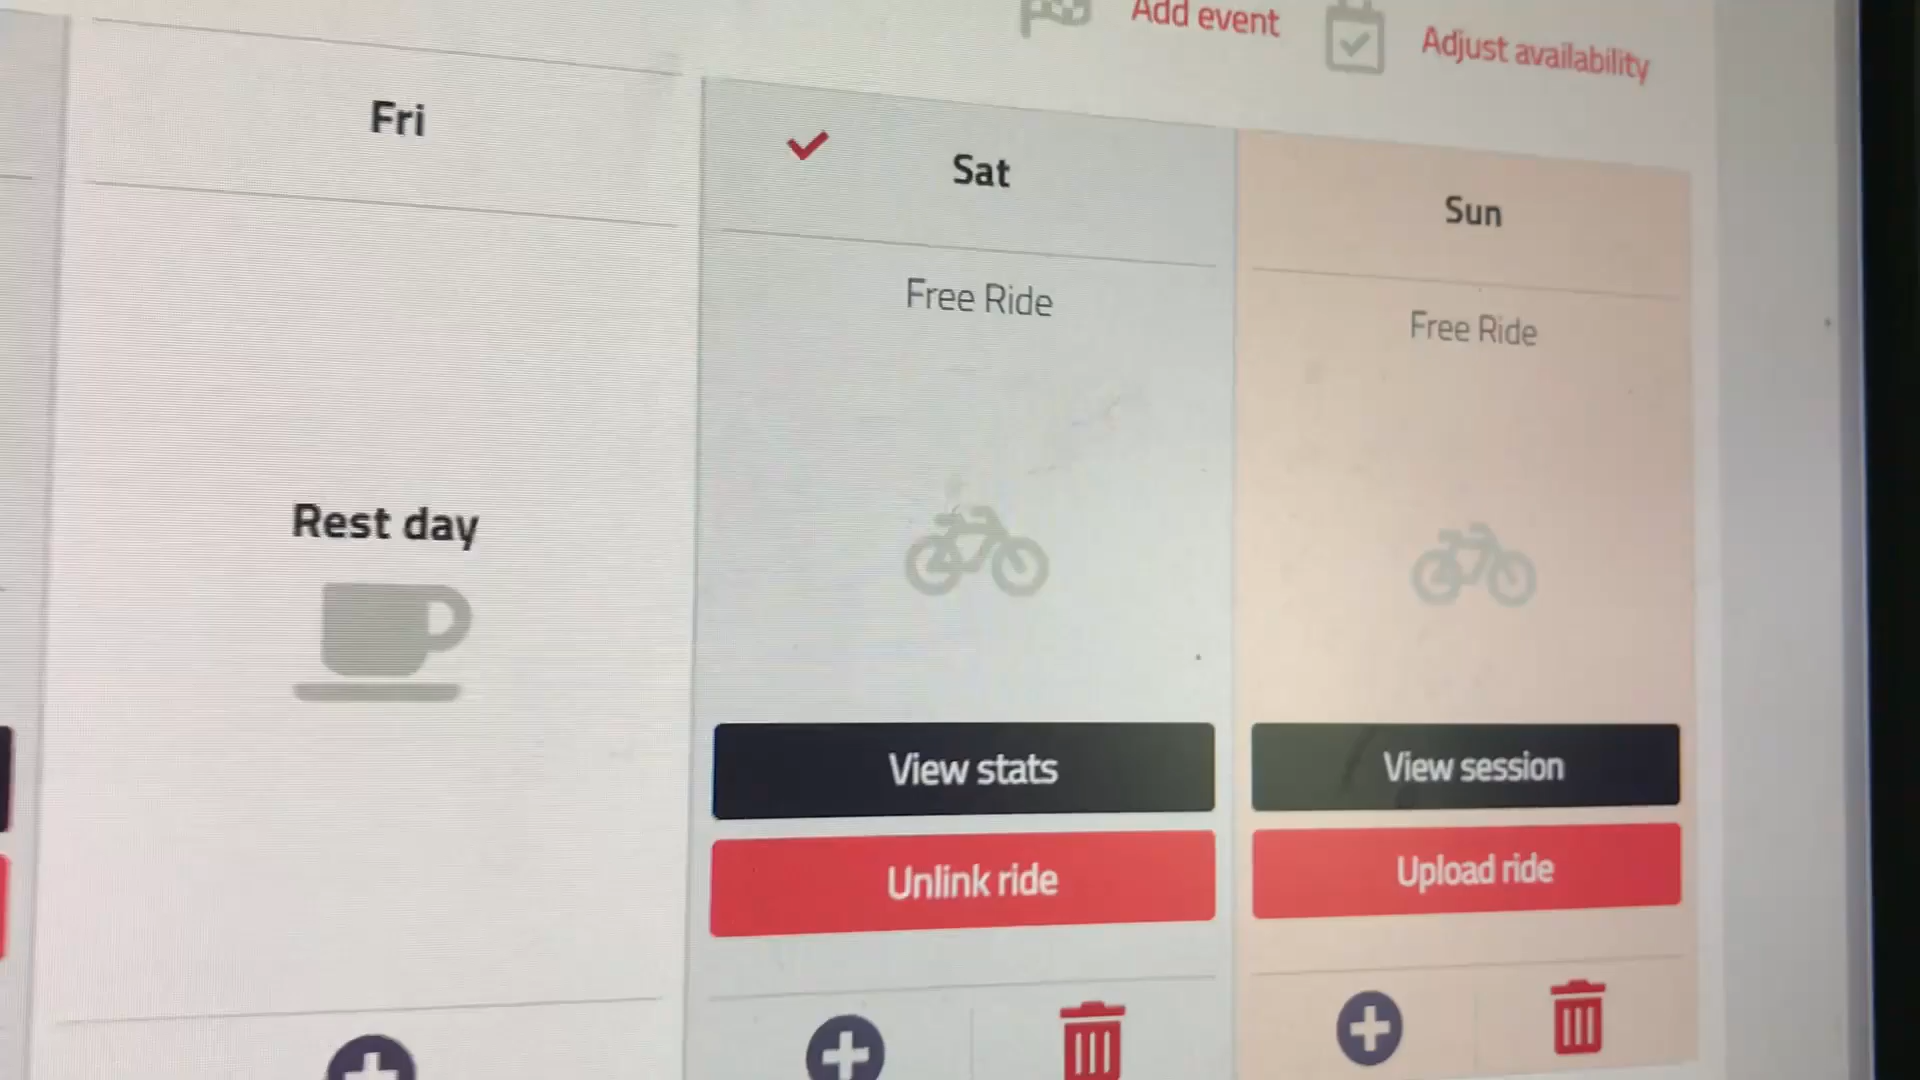 Add event
Adjust availability
Fri
Sat
Sun
Free Ride
Free Ride
Rest day
View stats
View session
Unlink ride
Upload ride